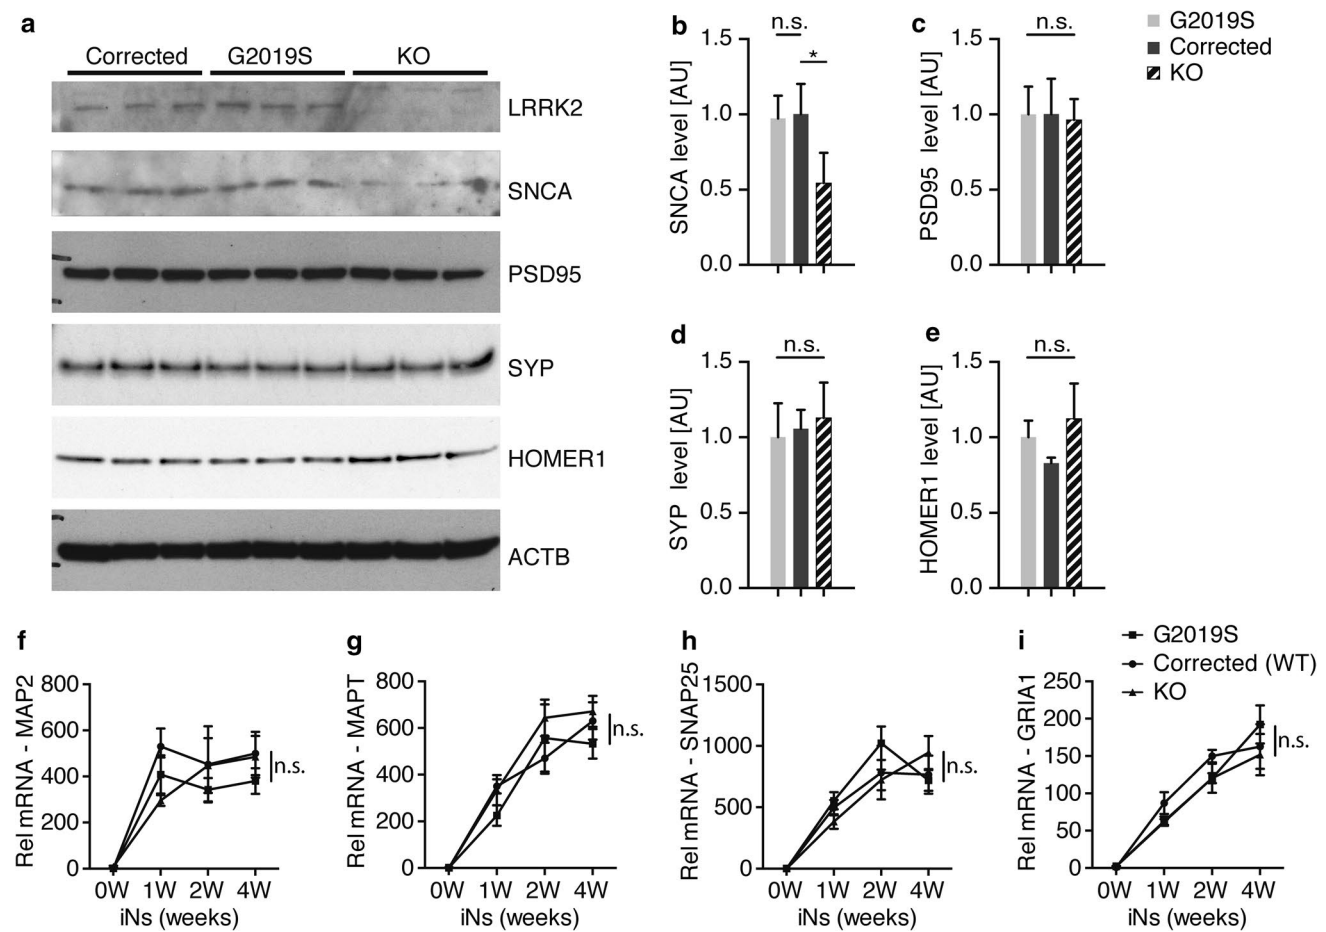 a
Corrected G2019S KO
LRRK2
SNCA
PSD95
SYP
HOMER1
ACTB
b
n.s.
*
SNCA level [AU]
1.5
1.0
0.5
0.0
c
n.s.
PSD95 level [AU]
1.5
1.0
0.5
0.0
G2019S
Corrected
KO
d
n.s.
SYP level [AU]
1.5
1.0
0.5
0.0
e
n.s.
HOMER1 level [AU]
1.5
1.0
0.5
0.0
f
Rel mRNA - MAP2
800
600
400
200
0
n.s.
0W 1W 2W 4W
iNs (weeks)
g
Rel mRNA - MAPT
800
600
400
200
0
n.s.
0W 1W 2W 4W
iNs (weeks)
h
Rel mRNA - SNAP25
1500
1000
500
0
n.s.
0W 1W 2W 4W
iNs (weeks)
i
G2019S
Corrected (WT)
KO
Rel mRNA - GRIA1
250
200
150
100
50
0
n.s.
0W 1W 2W 4W
iNs (weeks)